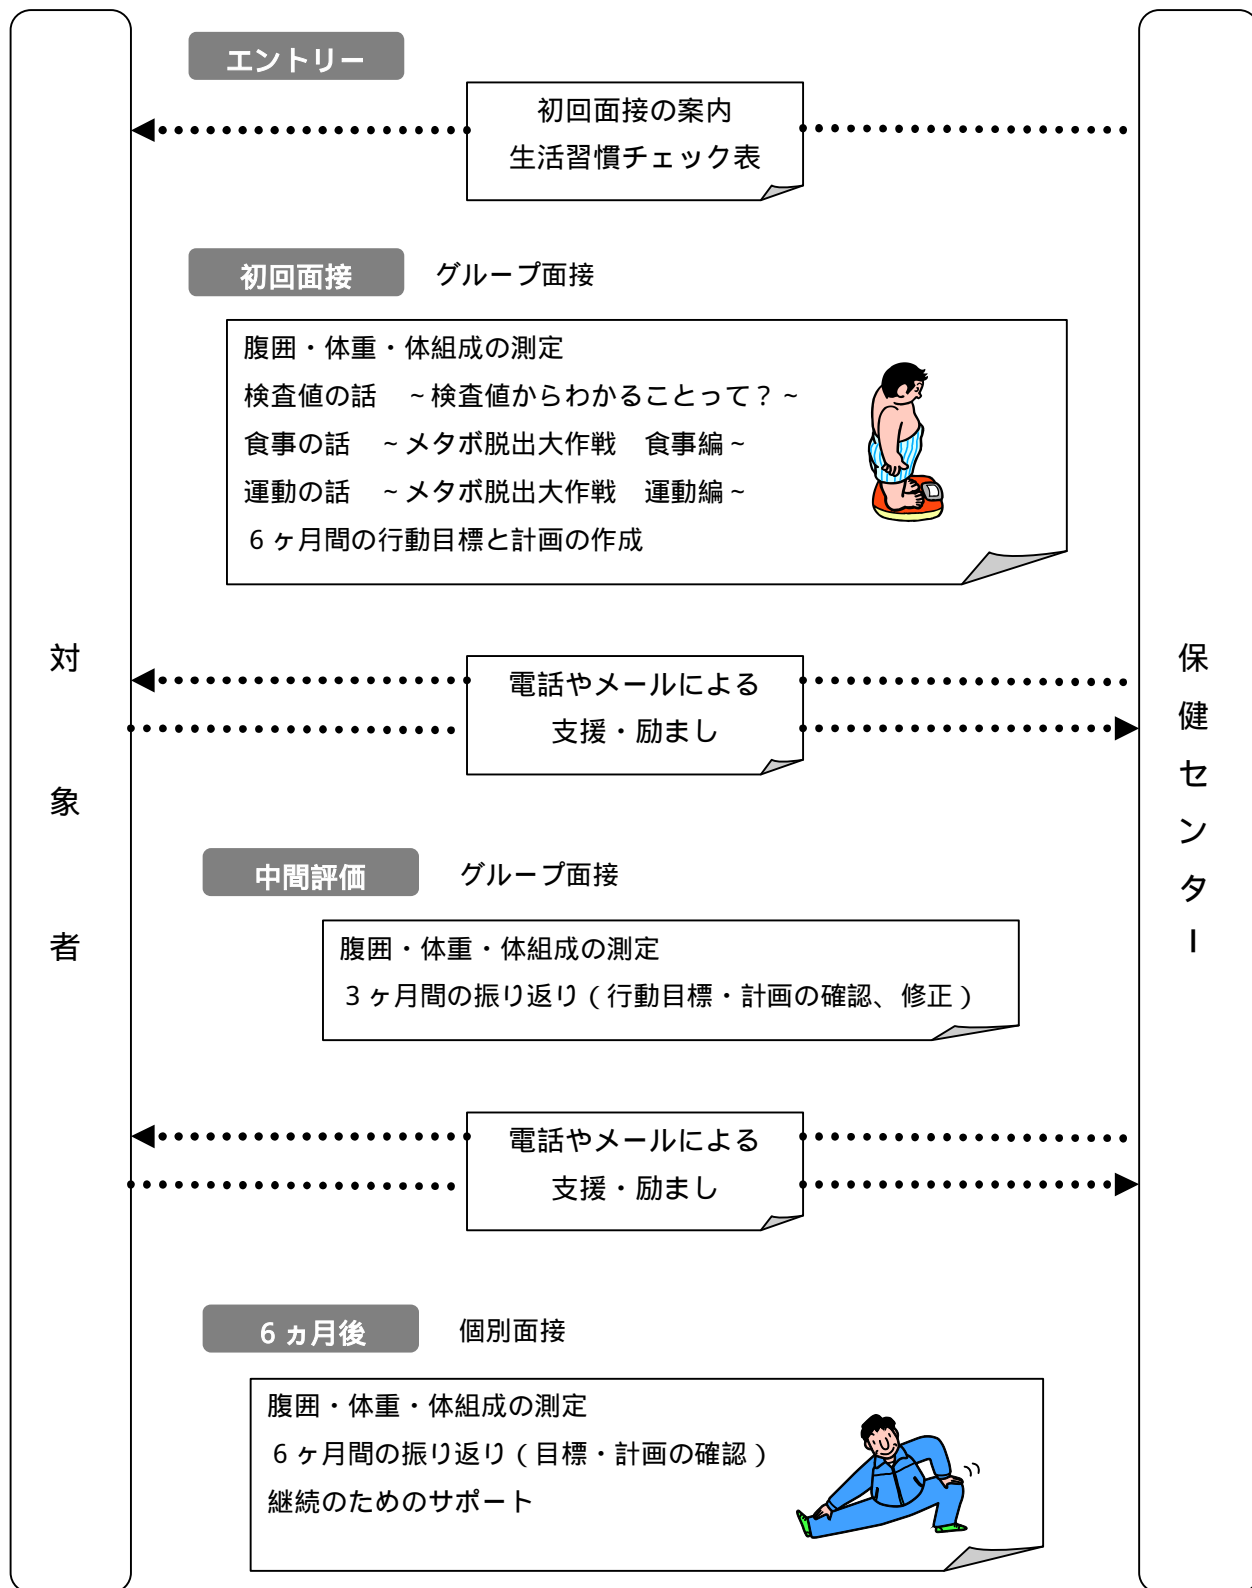 エントリー
初回面接の案内
生活習慣チェック表
初回面接 グループ面接
腹囲・体重・体組成の測定
検査値の話　~検査値からわかることって？~
食事の話　~メタボ脱出大作戦　食事編~
運動の話　~メタボ脱出大作戦　運動編~
６ヶ月間の行動目標と計画の作成
対象者
保健センター
電話やメールによる
支援・励まし
中間評価 グループ面接
腹囲・体重・体組成の測定
３ヶ月間の振り返り（行動目標・計画の確認、修正）
電話やメールによる
支援・励まし
６ヵ月後 個別面接
腹囲・体重・体組成の測定
６ヶ月間の振り返り（目標・計画の確認）
継続のためのサポート